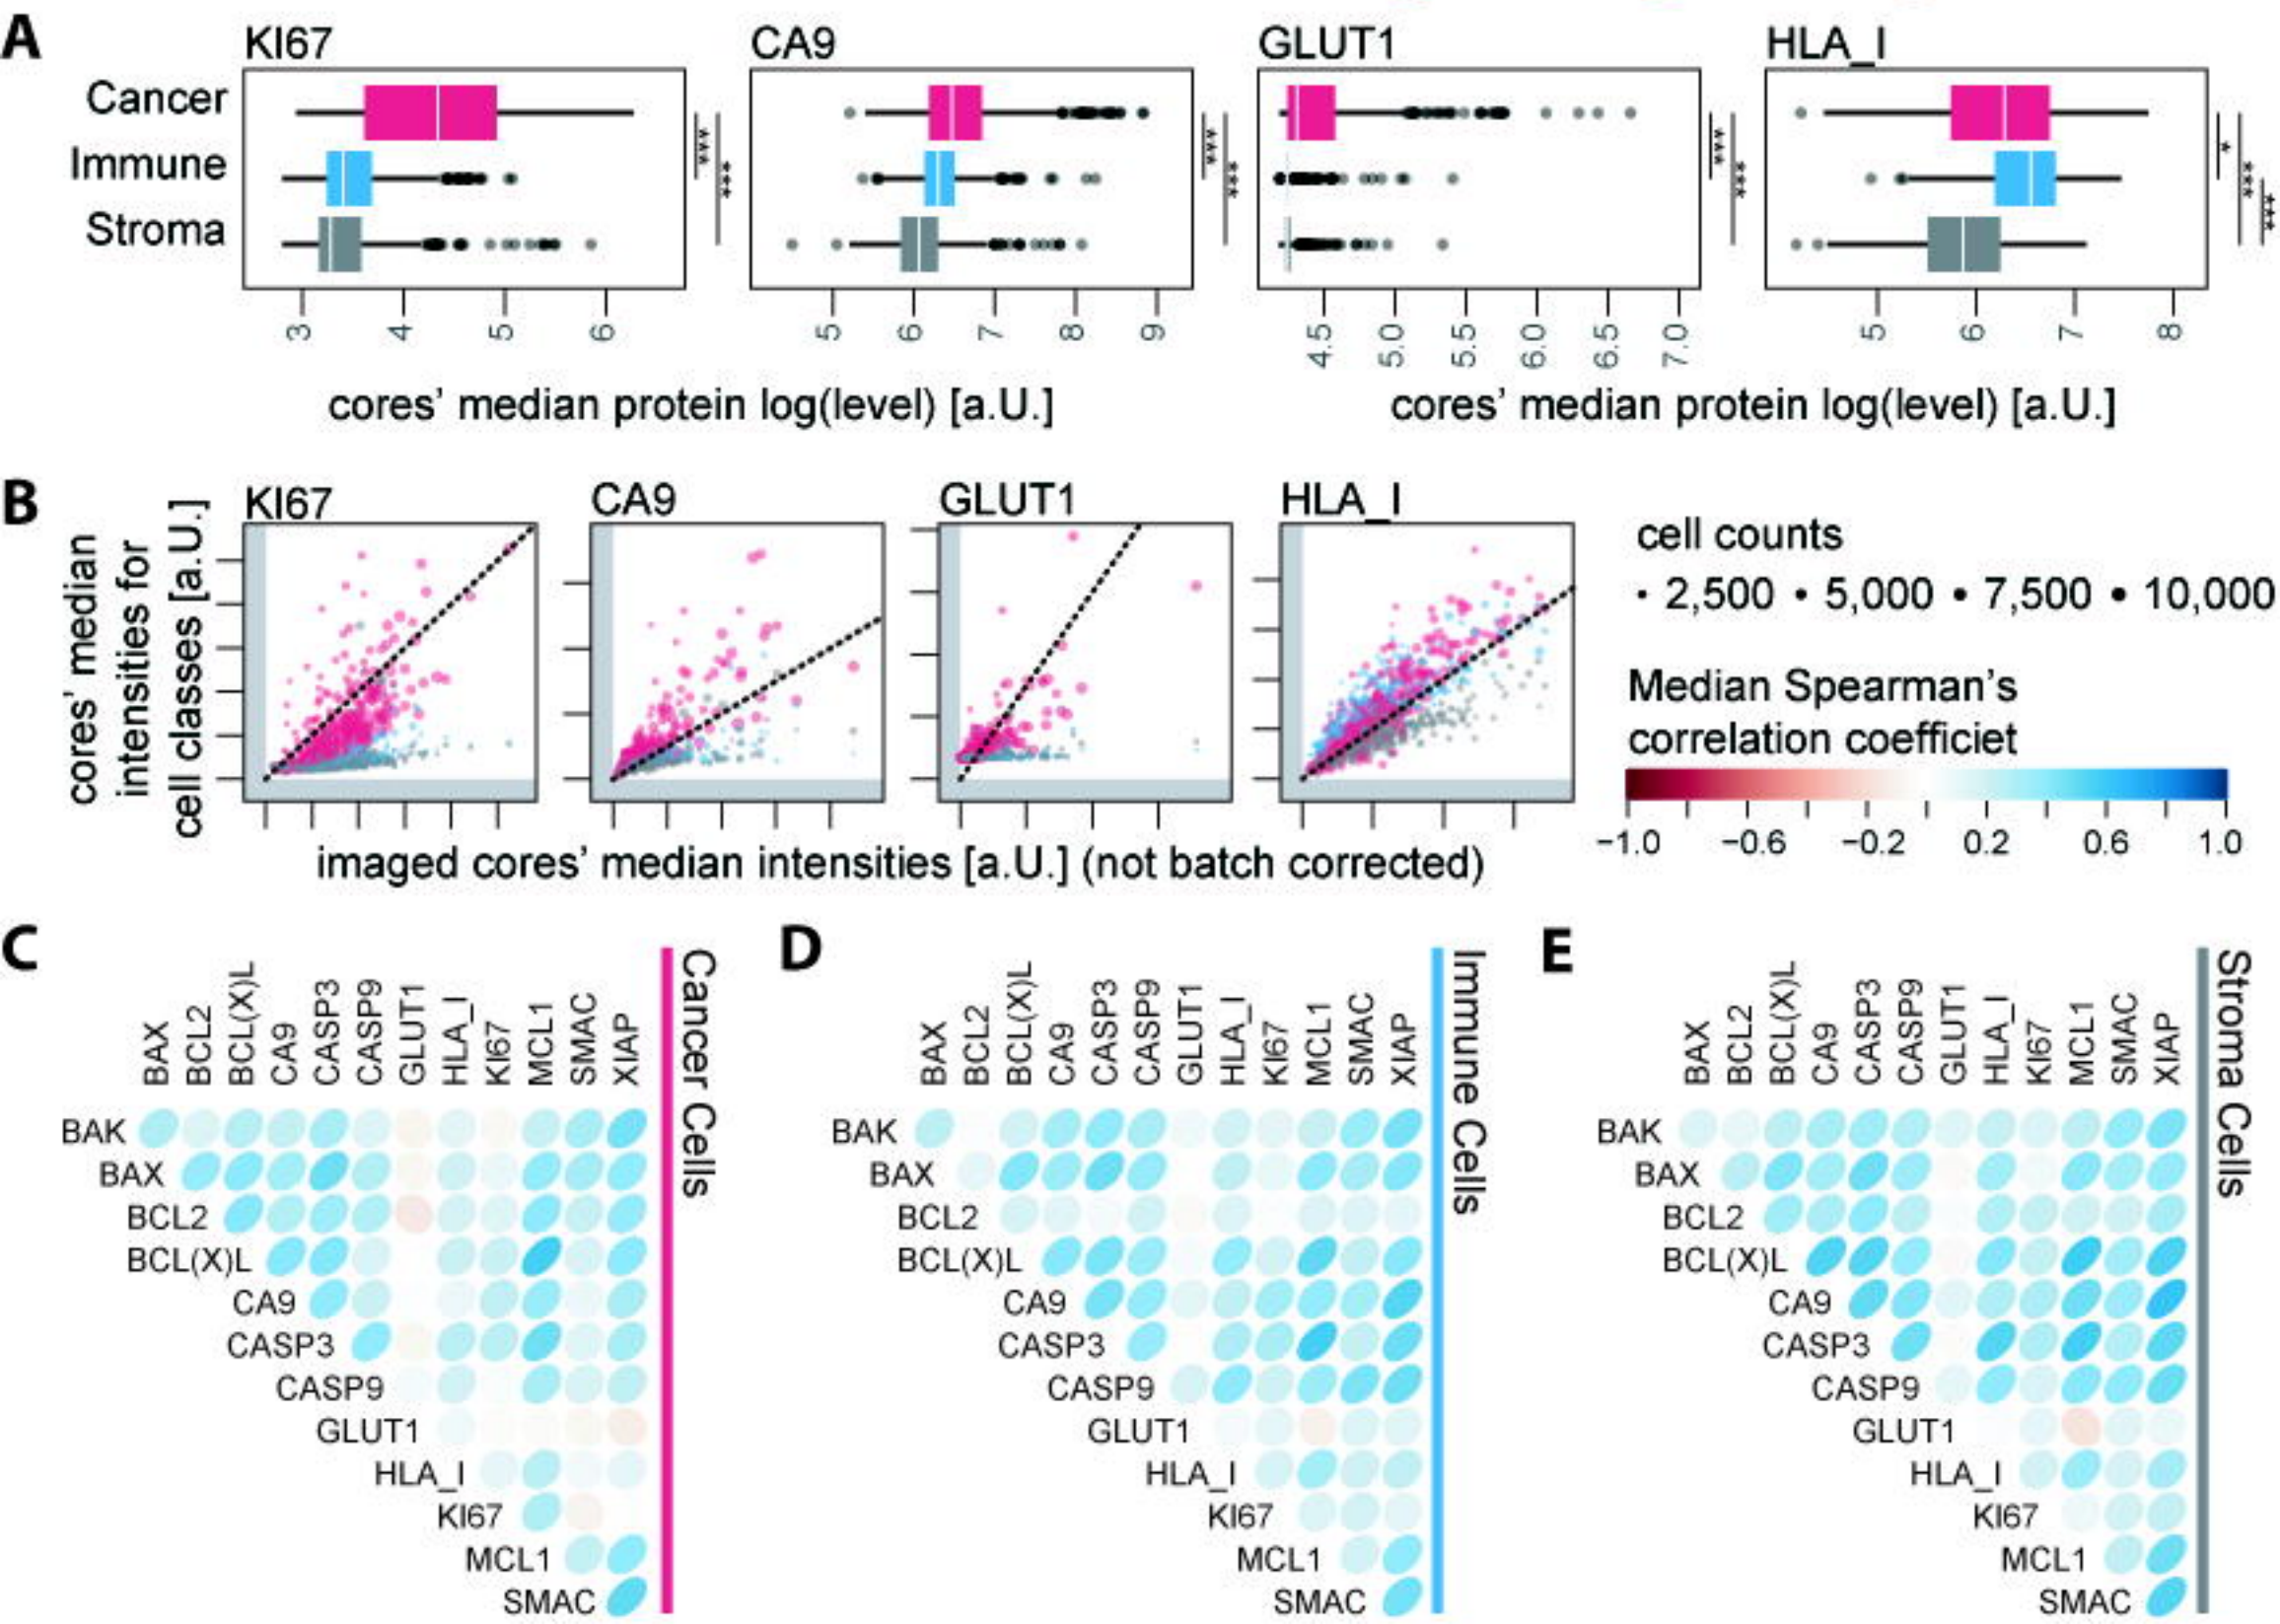 A
KI67 CA9 GLUT1 HLA_I
Cancer
Immune
Stroma
*** *** *** *** *** *** * *** ***
3 4 5 6 5 6 7 8 9 4.5 5.0 5.5 6.0 6.5 7.0 5 6 7 8
cores’ median protein log(level) [a.U.] cores’ median protein log(level) [a.U.]
B
KI67 CA9 GLUT1 HLA_I
cores’ median
intensities for
cell classes [a.U.]
imaged cores’ median intensities [a.U.] (not batch corrected)
cell counts
2,500 5,000 7,500 10,000
Median Spearman’s
correlation coefficiet
−1.0 −0.6 −0.2 0.2 0.6 1.0
C
BAX BCL2 BCL(X)L CA9 CASP3 CASP9 GLUT1 HLA_I KI67 MCL1 SMAC XIAP
Cancer Cells
BAK
BAX
BCL2
BCL(X)L
CA9
CASP3
CASP9
GLUT1
HLA_I
KI67
MCL1
SMAC
D
BAX BCL2 BCL(X)L CA9 CASP3 CASP9 GLUT1 HLA_I KI67 MCL1 SMAC XIAP
Immune Cells
BAK
BAX
BCL2
BCL(X)L
CA9
CASP3
CASP9
GLUT1
HLA_I
KI67
MCL1
SMAC
E
BAX BCL2 BCL(X)L CA9 CASP3 CASP9 GLUT1 HLA_I KI67 MCL1 SMAC XIAP
Stroma Cells
BAK
BAX
BCL2
BCL(X)L
CA9
CASP3
CASP9
GLUT1
HLA_I
KI67
MCL1
SMAC